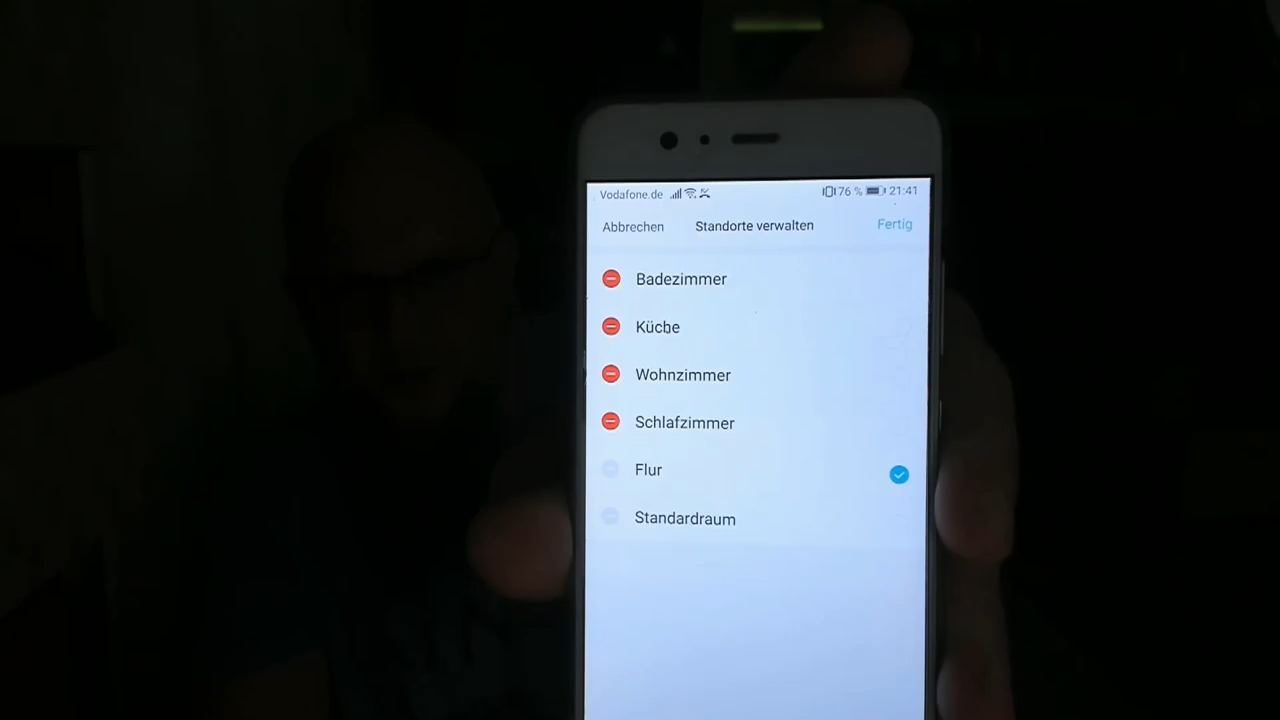 Vodafone.de 76 % 21:41
Abbrechen Standorte verwalten Fertig
Badezimmer
Küche
Wohnzimmer
Schlafzimmer
Flur
Standardraum